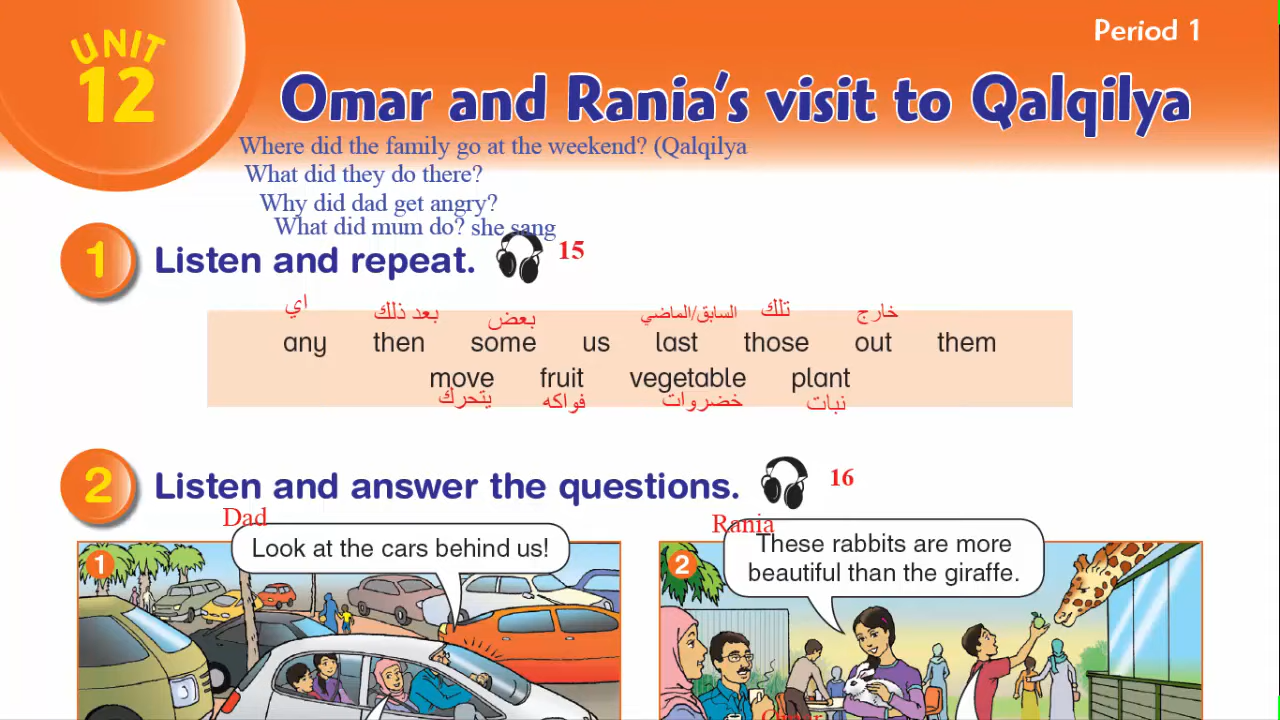 UNIT
12
Period 1
Omar and Rania's visit to Qalqilya
Where did the family go at the weekend? (Qalqilya
What did they do there?
Why did dad get angry?
What did mum do? she sang
1 Listen and repeat. 15
اي بعد ذلك بعض السابق/الماضي تلك خارج
any then some us last those out them
move fruit vegetable plant
يتحرك فواكه خضروات نبات
2 Listen and answer the questions. 16
Dad
Look at the cars behind us!
1
Rania
These rabbits are more
beautiful than the giraffe.
2